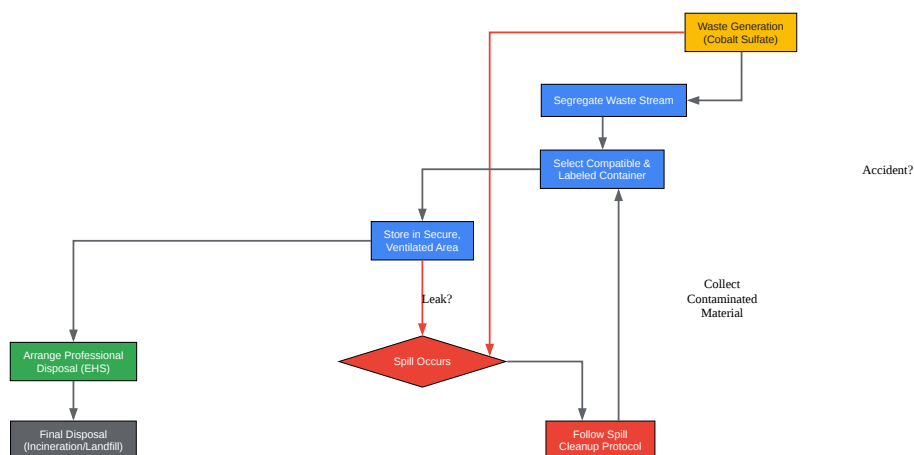 Waste Generation
(Cobalt Sulfate)
Segregate Waste Stream
Select Compatible &
Labeled Container
Accident?
Store in Secure,
Ventilated Area
Leak?
Collect
Contaminated
Material
Arrange Professional
Disposal (EHS)
Spill Occurs
Final Disposal
(Incineration/Landfill)
Follow Spill
Cleanup Protocol